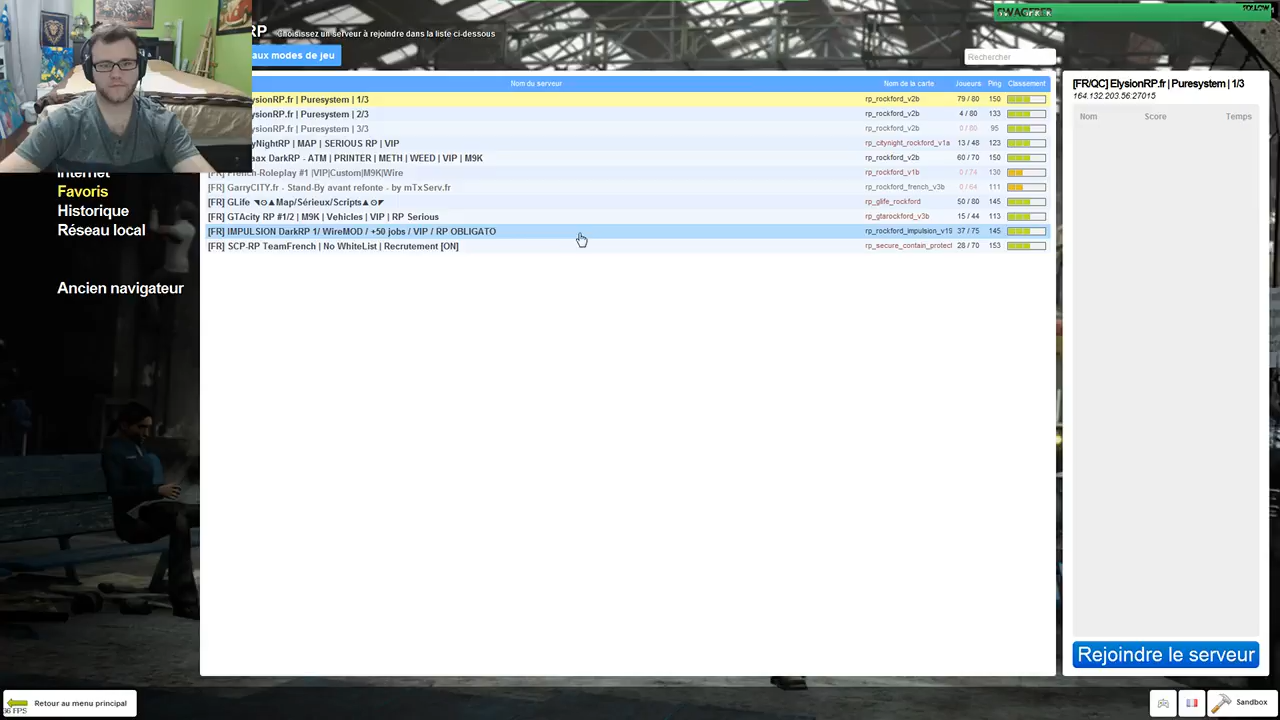 RP Choisissez un serveur à rejoindre dans la liste ci-dessous
FOLLOW
aux modes de jeu
Rechercher
Nom du serveur Nom de la carte Joueurs Ping Classement
ysionRP.fr | Puresystem | 1/3 rp_rockford_v2b 79 / 80 150
ysionRP.fr | Puresystem | 2/3 rp_rockford_v2b 4 / 80 133
ysionRP.fr | Puresystem | 3/3 rp_rockford_v2b 0 / 80 95
yNightRP | MAP | SERIOUS RP | VIP rp_citynight_rockford_v1a 13 / 48 123
aax DarkRP - ATM | PRINTER | METH | WEED | VIP | M9K rp_rockford_v2b 60 / 70 150
[FR] French-Roleplay #1 |VIP|Custom|M9K|Wire rp_rockford_v1b 0 / 74 130
[FR] GarryCITY.fr - Stand-By avant refonte - by mTxServ.fr rp_rockford_french_v3b 0 / 64 111
[FR] GLife ◥⊙▲Map/Sérieux/Scripts▲⊙◤ rp_glife_rockford 50 / 80 145
[FR] GTAcity RP #1/2 | M9K | Vehicles | VIP | RP Serious rp_gtarockford_v3b 15 / 44 113
[FR] IMPULSION DarkRP 1/ WireMOD / +50 jobs / VIP / RP OBLIGATO rp_rockford_impulsion_v19 37 / 75 145
[FR] SCP-RP TeamFrench | No WhiteList | Recrutement [ON] rp_secure_contain_protect 28 / 70 153
Internet
Favoris
Historique
Réseau local
Ancien navigateur
[FR/QC] ElysionRP.fr | Puresystem | 1/3
164.132.203.56:27015
Nom Score Temps
Rejoindre le serveur
Retour au menu principal
36 FPS
Sandbox